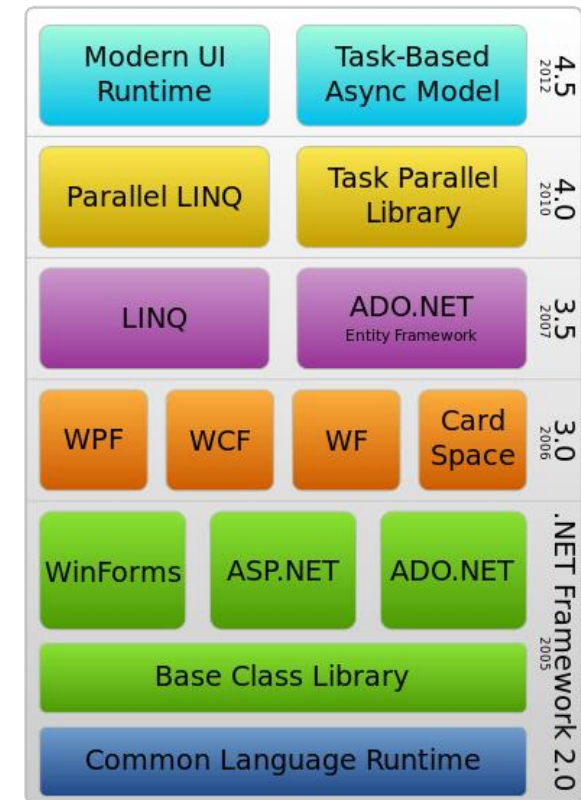 Modern UI
Runtime
Task-Based
Async Model
4.5
2012
Parallel LINQ
Task Parallel
Library
4.0
2010
LINQ
ADO.NET
Entity Framework
3.5
2007
WPF
WCF
WF
Card
Space
3.0
2006
WinForms
ASP.NET
ADO.NET
Base Class Library
Common Language Runtime
.NET Framework 2.0
2005